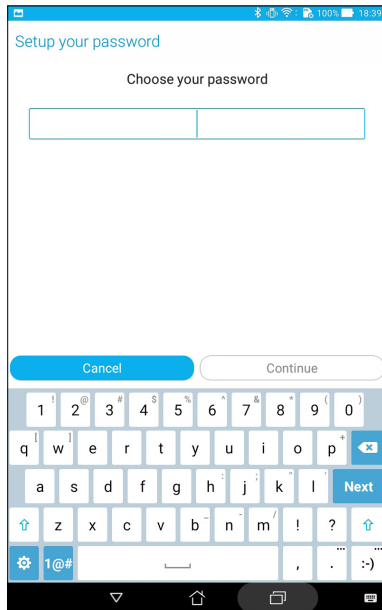 100% 18:39
Setup your password
Choose your password
Cancel Continue
! @ # $ % ^ & * ( )
1 2 3 4 5 6 7 8 9 0
[ ] +
q w e r t y u i o p
: ; " '
a s d f g h j k l Next
_ - /
z x c v b n m ! ?
1@# , . ... :-) ...